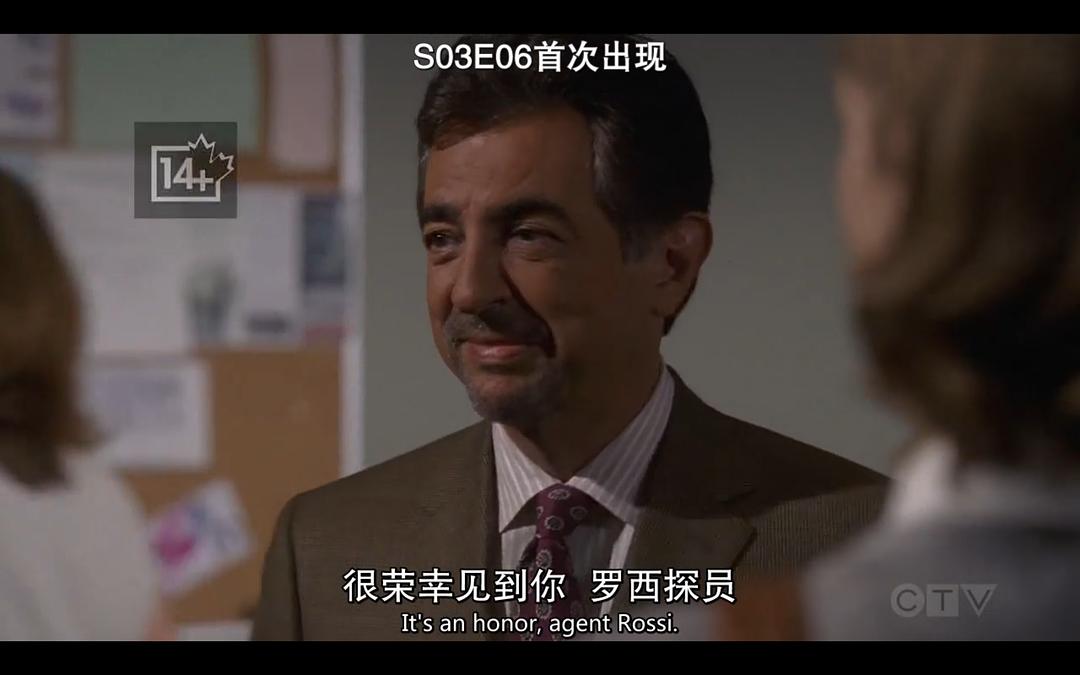 S03E06首次出现
14+
很荣幸见到你 罗西探员
It's an honor, agent Rossi.
CTV